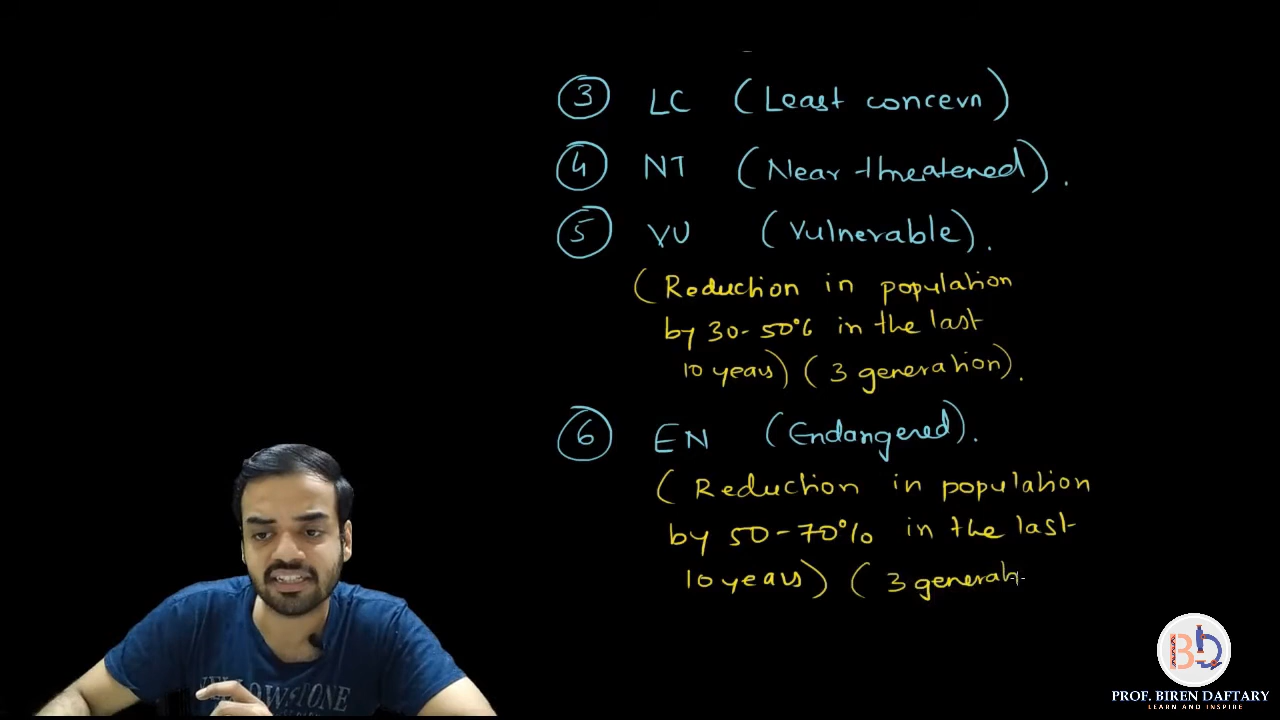 3 LC (Least concern)
4 NT (Near threatened).
5 VU (Vulnerable).
(Reduction in population
by 30-50% in the last
10 years) (3 generation).
6 EN (Endangered).
(Reduction in population
by 50-70% in the last
10 years) (3 generati
YELLOWSTONE
PROF. BIREN DAFTARY
LEARN AND INSPIRE